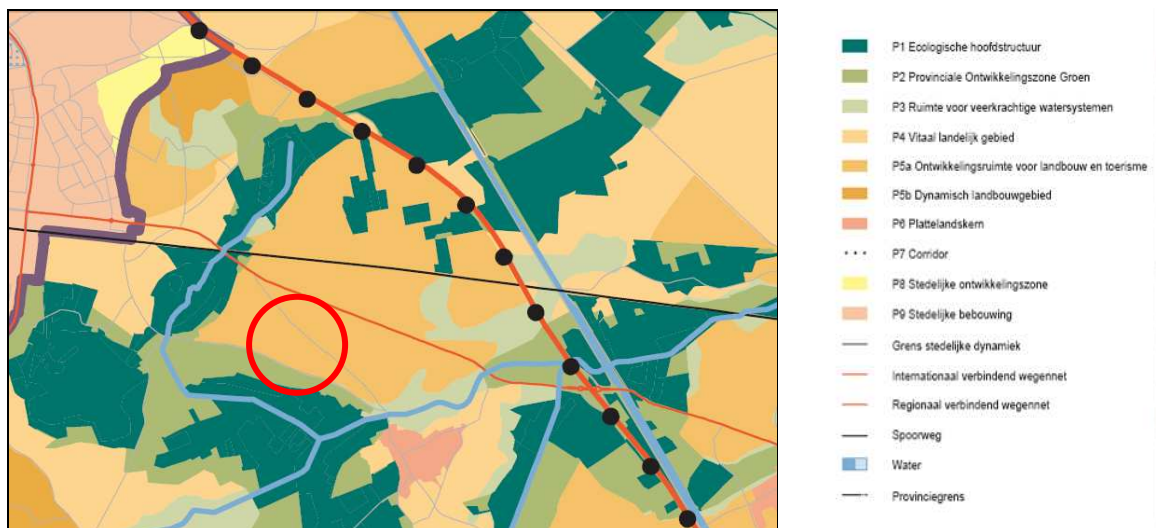 P1 Ecologische hoofdstructuur
P2 Provinciale Ontwikkelingszone Groen
P3 Ruimte voor veerkrachtige watersystemen
P4 Vitaal landelijk gebied
P5a Ontwikkelingsruimte voor landbouw en toerisme
P5b Dynamisch landbouwgebied
P6 Plattelandskern
P7 Corridor
P8 Stedelijke ontwikkelingszone
P9 Stedelijke bebouwing
Grens stedelijke dynamiek
Internationaal verbindend wegennet
Regionaal verbindend wegennet
Spoorweg
Water
Provinciegrens